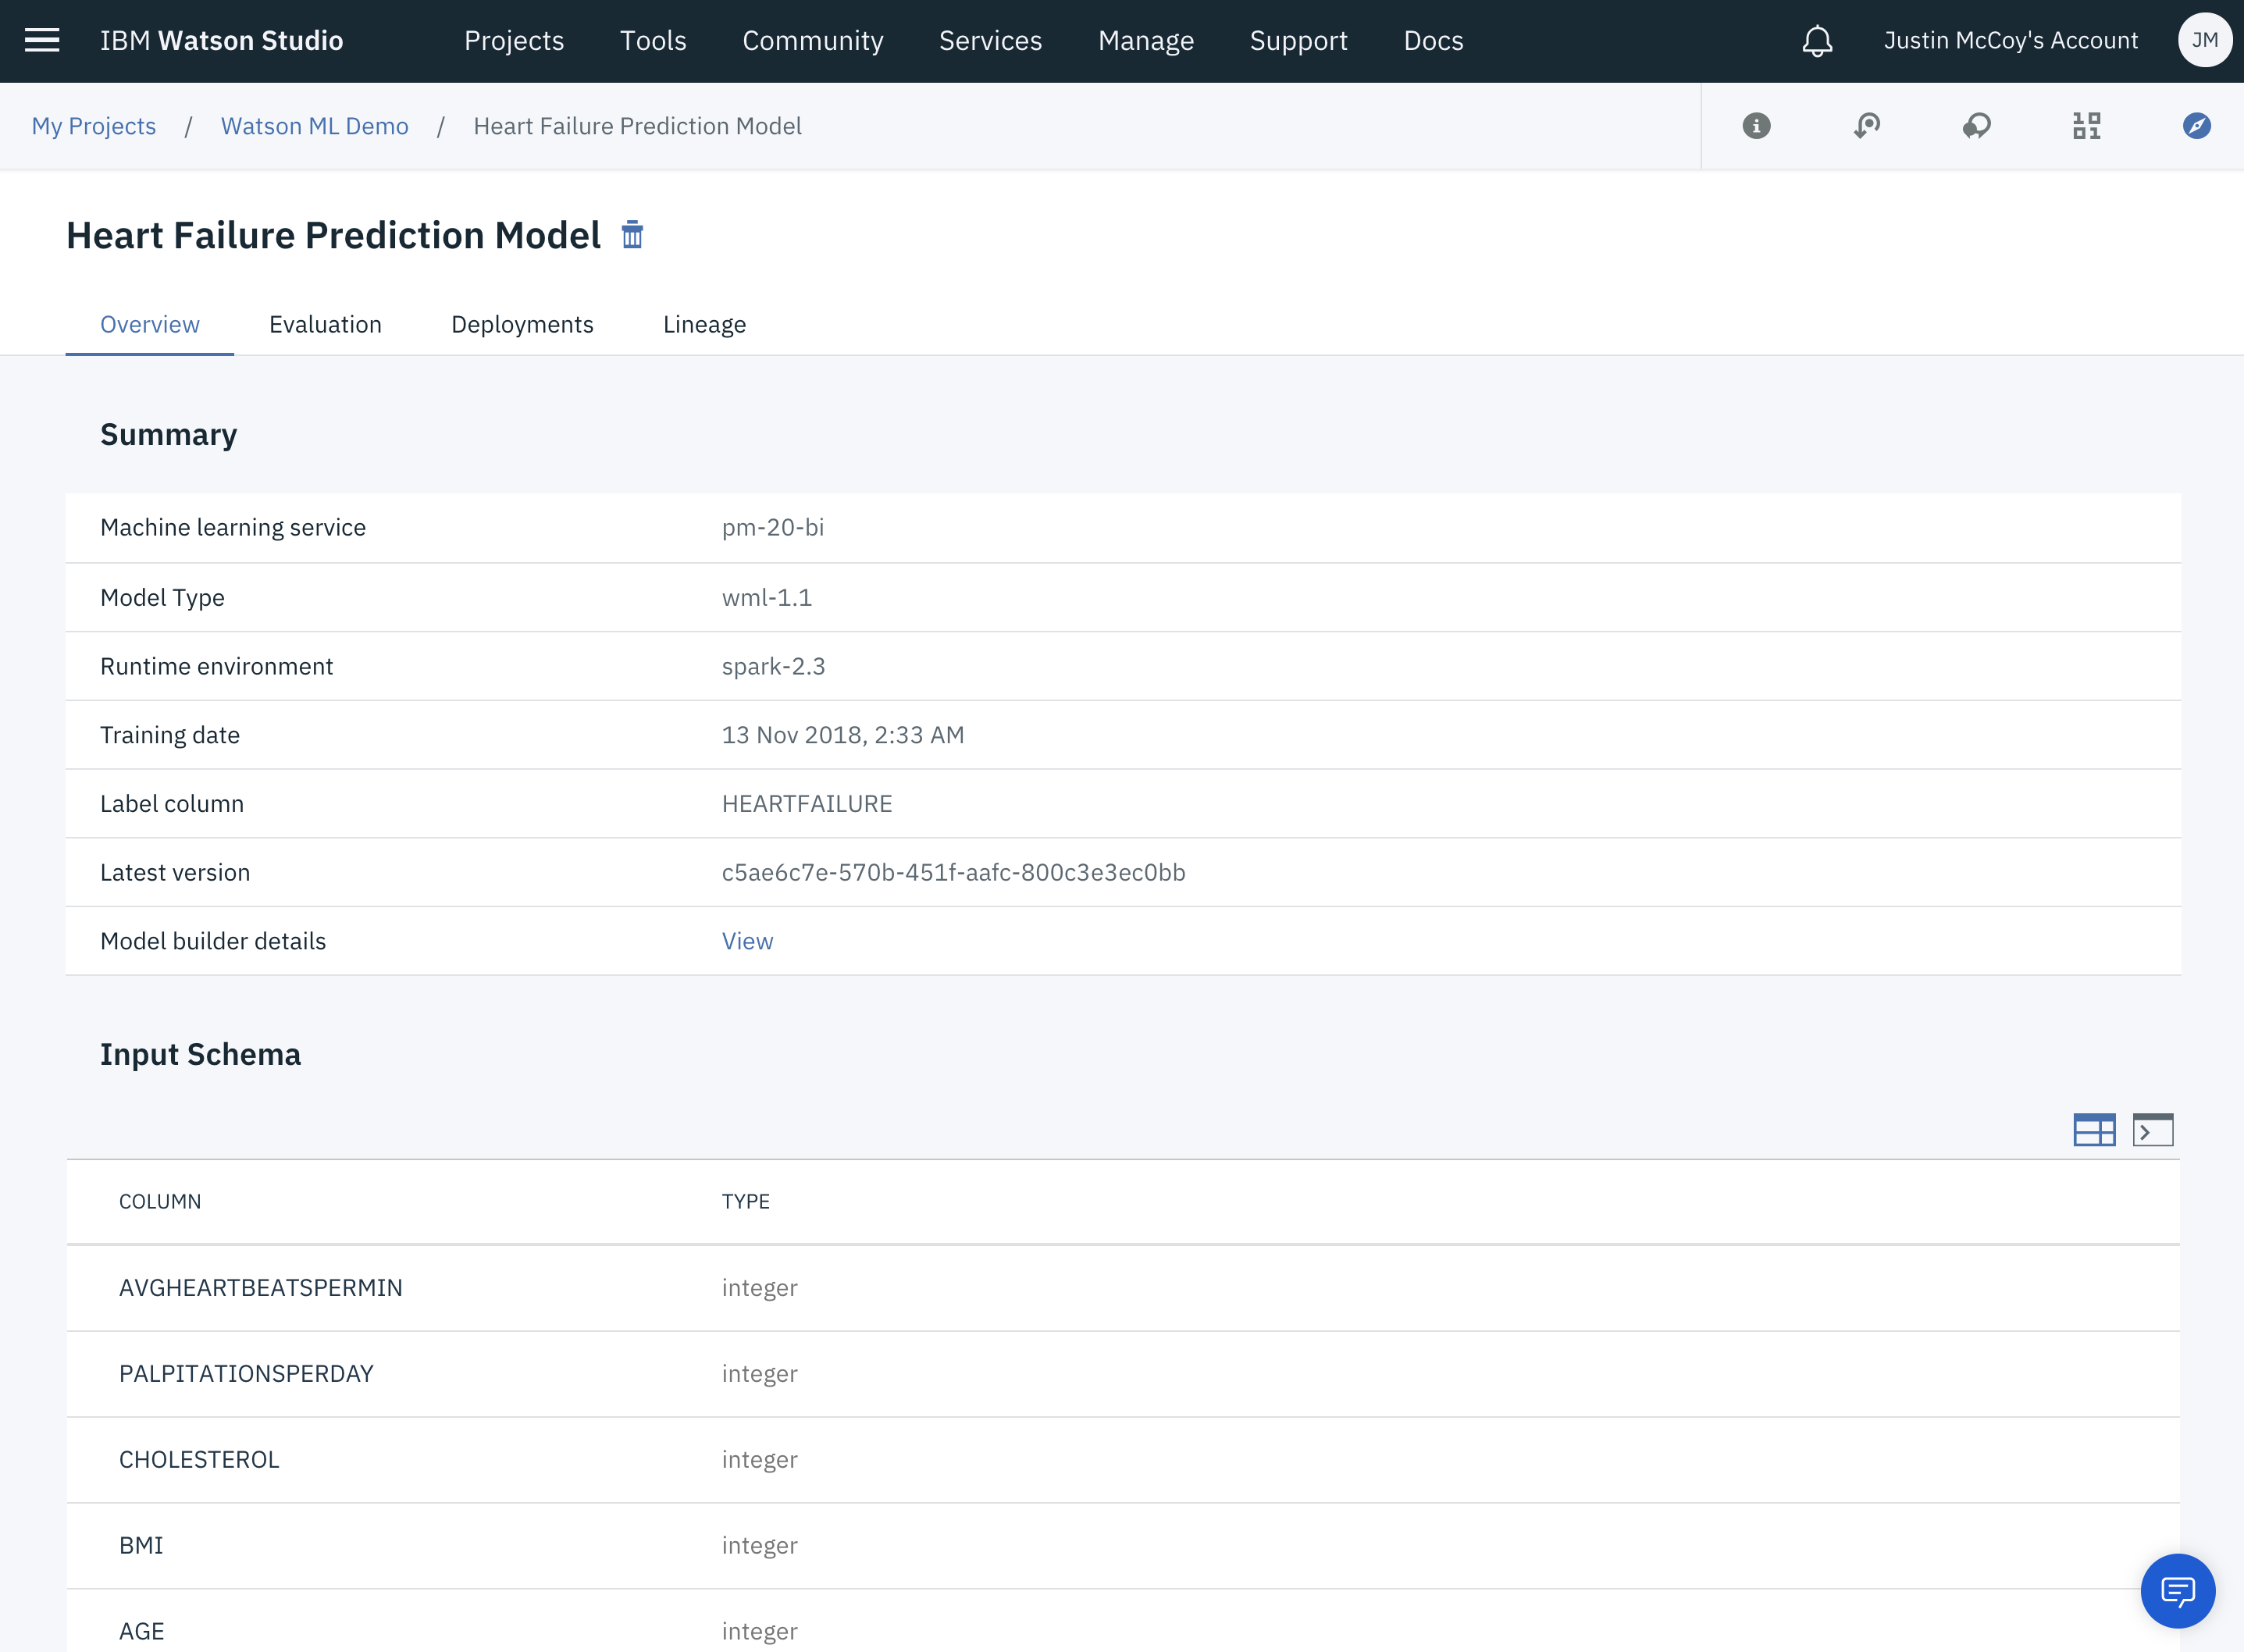 IBM Watson Studio Projects Tools Community Services Manage Support Docs Justin McCoy's Account JM
My Projects / Watson ML Demo / Heart Failure Prediction Model
Heart Failure Prediction Model
Overview Evaluation Deployments Lineage
Summary
Machine learning service pm-20-bi
Model Type wml-1.1
Runtime environment spark-2.3
Training date 13 Nov 2018, 2:33 AM
Label column HEARTFAILURE
Latest version c5ae6c7e-570b-451f-aafc-800c3e3ec0bb
Model builder details View
Input Schema
COLUMN TYPE
AVGHEARTBEATSPERMIN integer
PALPITATIONSPERDAY integer
CHOLESTEROL integer
BMI integer
AGE integer